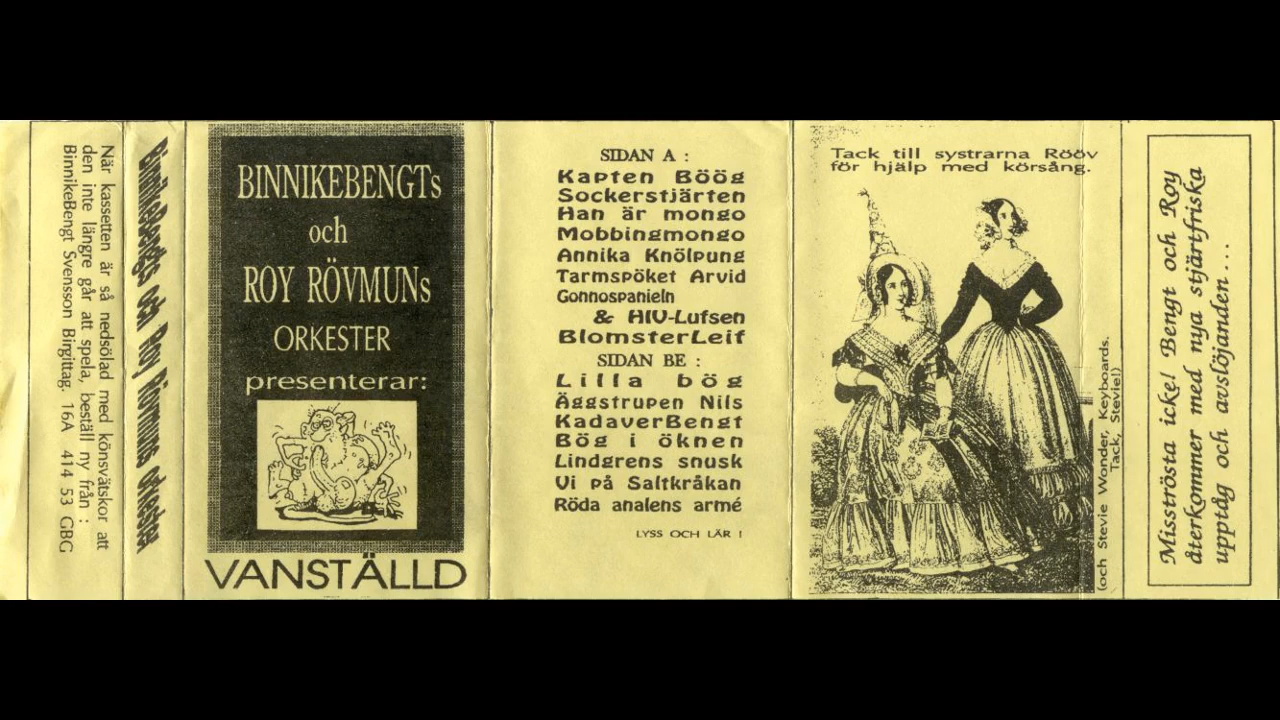 När kassetten är så nedsölad med könsvätskor att
den inte längre går att spela, beställ ny från :
BinnikeBengt Svensson Birgittag. 16A 414 53 GBG
BinnikeBengts och Roy Rövmuns orkester
BINNIKEBENGTs
och
ROY RÖVMUNs
ORKESTER
presenterar:
VANSTÄLLD
SIDAN A :
Kapten Böög
Sockerstjärten
Han är mongo
Mobbingmongo
Annika Knölpung
Tarmspöket Arvid
Gonnospanieln
& HIV-Lufsen
BlomsterLeif
SIDAN BE :
Lilla bög
Äggstrupen Nils
KadaverBengt
Bög i öknen
Lindgrens snusk
Vi på Saltkråkan
Röda analens armé
LYSS OCH LÄR !
Tack till systrarna Rööv
för hjälp med körsång.
(och Stevie Wonder, Keyboards.
Tack, Stevie!)
Misströsta icke! Bengt och Roy
återkommer med nya stjärtfriska
upptåg och avslöjanden . . .